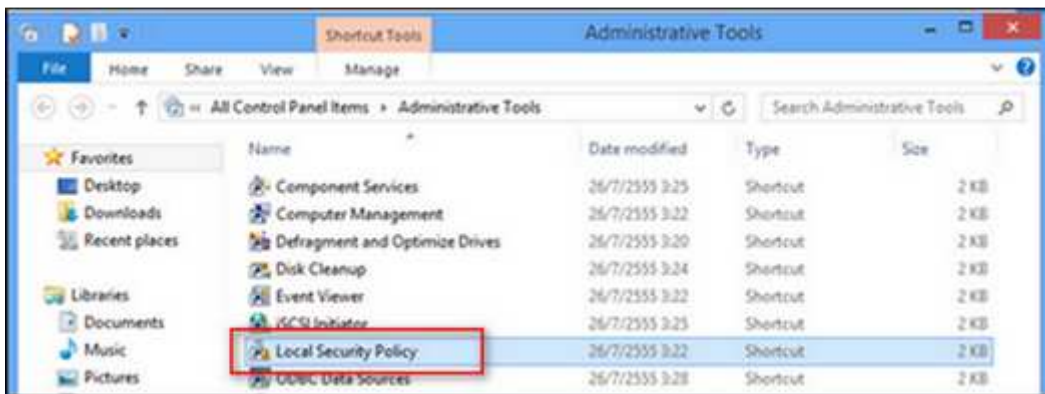 Shortcut Tools Administrative Tools
File Home Share View Manage
All Control Panel Items Administrative Tools Search Administrative Tools
Name Date modified Type Size
Favorites
Desktop Component Services 26/7/2555 3:25 Shortcut 2 KB
Downloads Computer Management 26/7/2555 3:22 Shortcut 2 KB
Recent places Defragment and Optimize Drives 26/7/2555 3:20 Shortcut 2 KB
Disk Cleanup 26/7/2555 3:24 Shortcut 2 KB
Libraries Event Viewer 26/7/2555 3:22 Shortcut 2 KB
Documents iSCSI Initiator 26/7/2555 3:25 Shortcut 2 KB
Music Local Security Policy 26/7/2555 3:22 Shortcut 2 KB
Pictures ODBC Data Sources 26/7/2555 3:28 Shortcut 2 KB